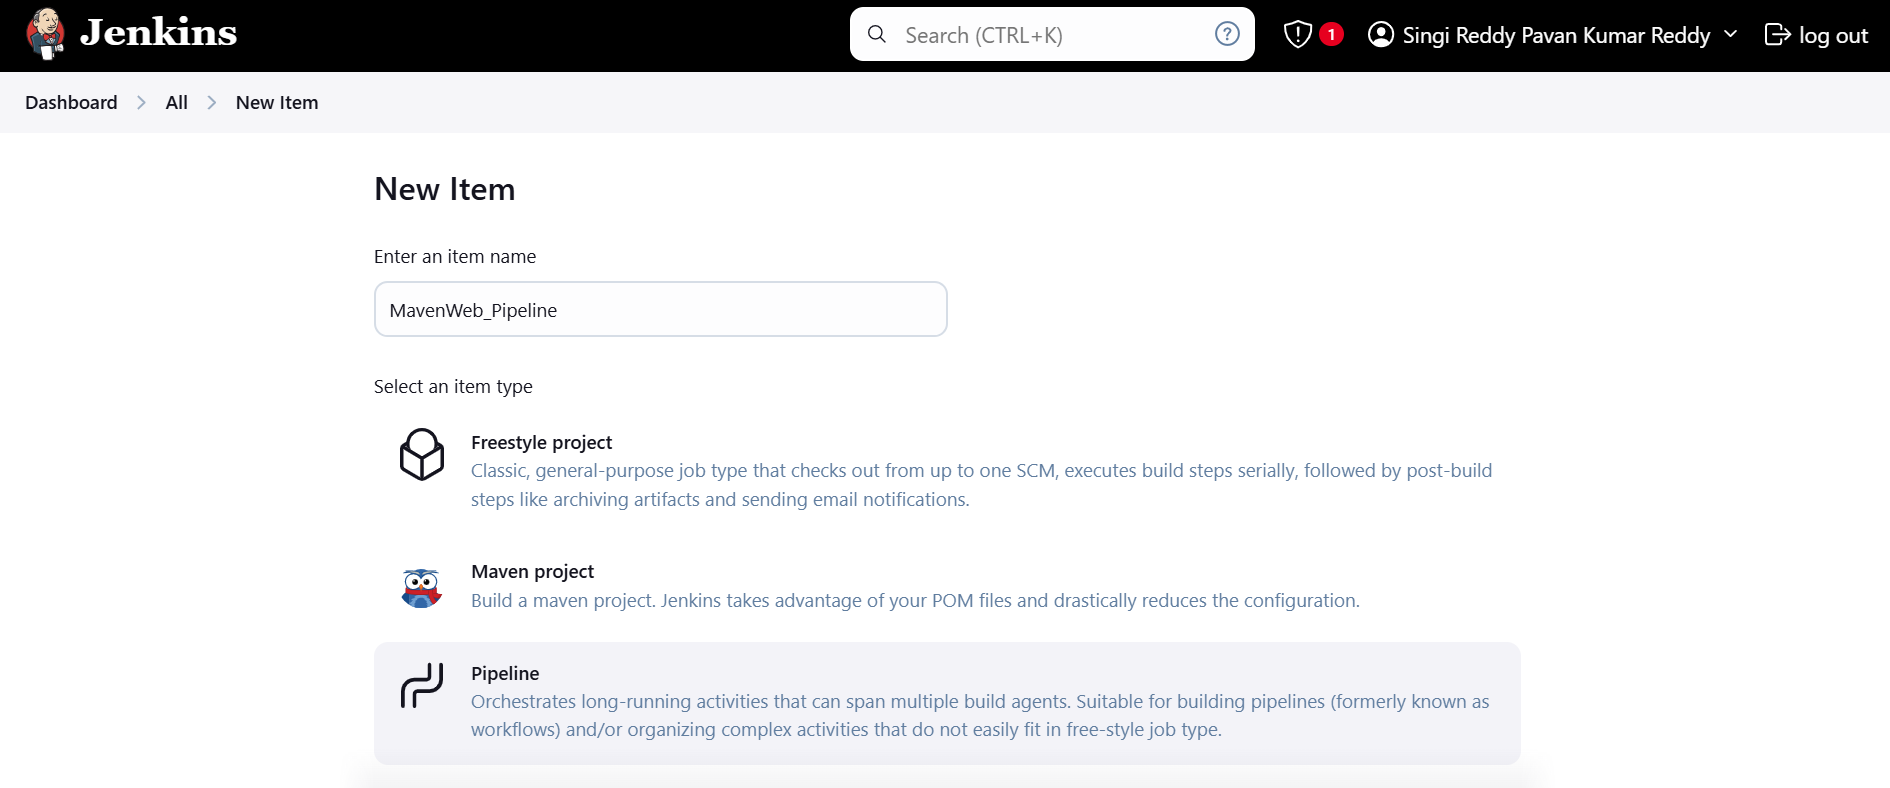 Jenkins
Search (CTRL+K)
?
1
Singi Reddy Pavan Kumar Reddy
log out
Dashboard > All > New Item
New Item
Enter an item name
MavenWeb_Pipeline
Select an item type
Freestyle project
Classic, general-purpose job type that checks out from up to one SCM, executes build steps serially, followed by post-build
steps like archiving artifacts and sending email notifications.
Maven project
Build a maven project. Jenkins takes advantage of your POM files and drastically reduces the configuration.
Pipeline
Orchestrates long-running activities that can span multiple build agents. Suitable for building pipelines (formerly known as
workflows) and/or organizing complex activities that do not easily fit in free-style job type.